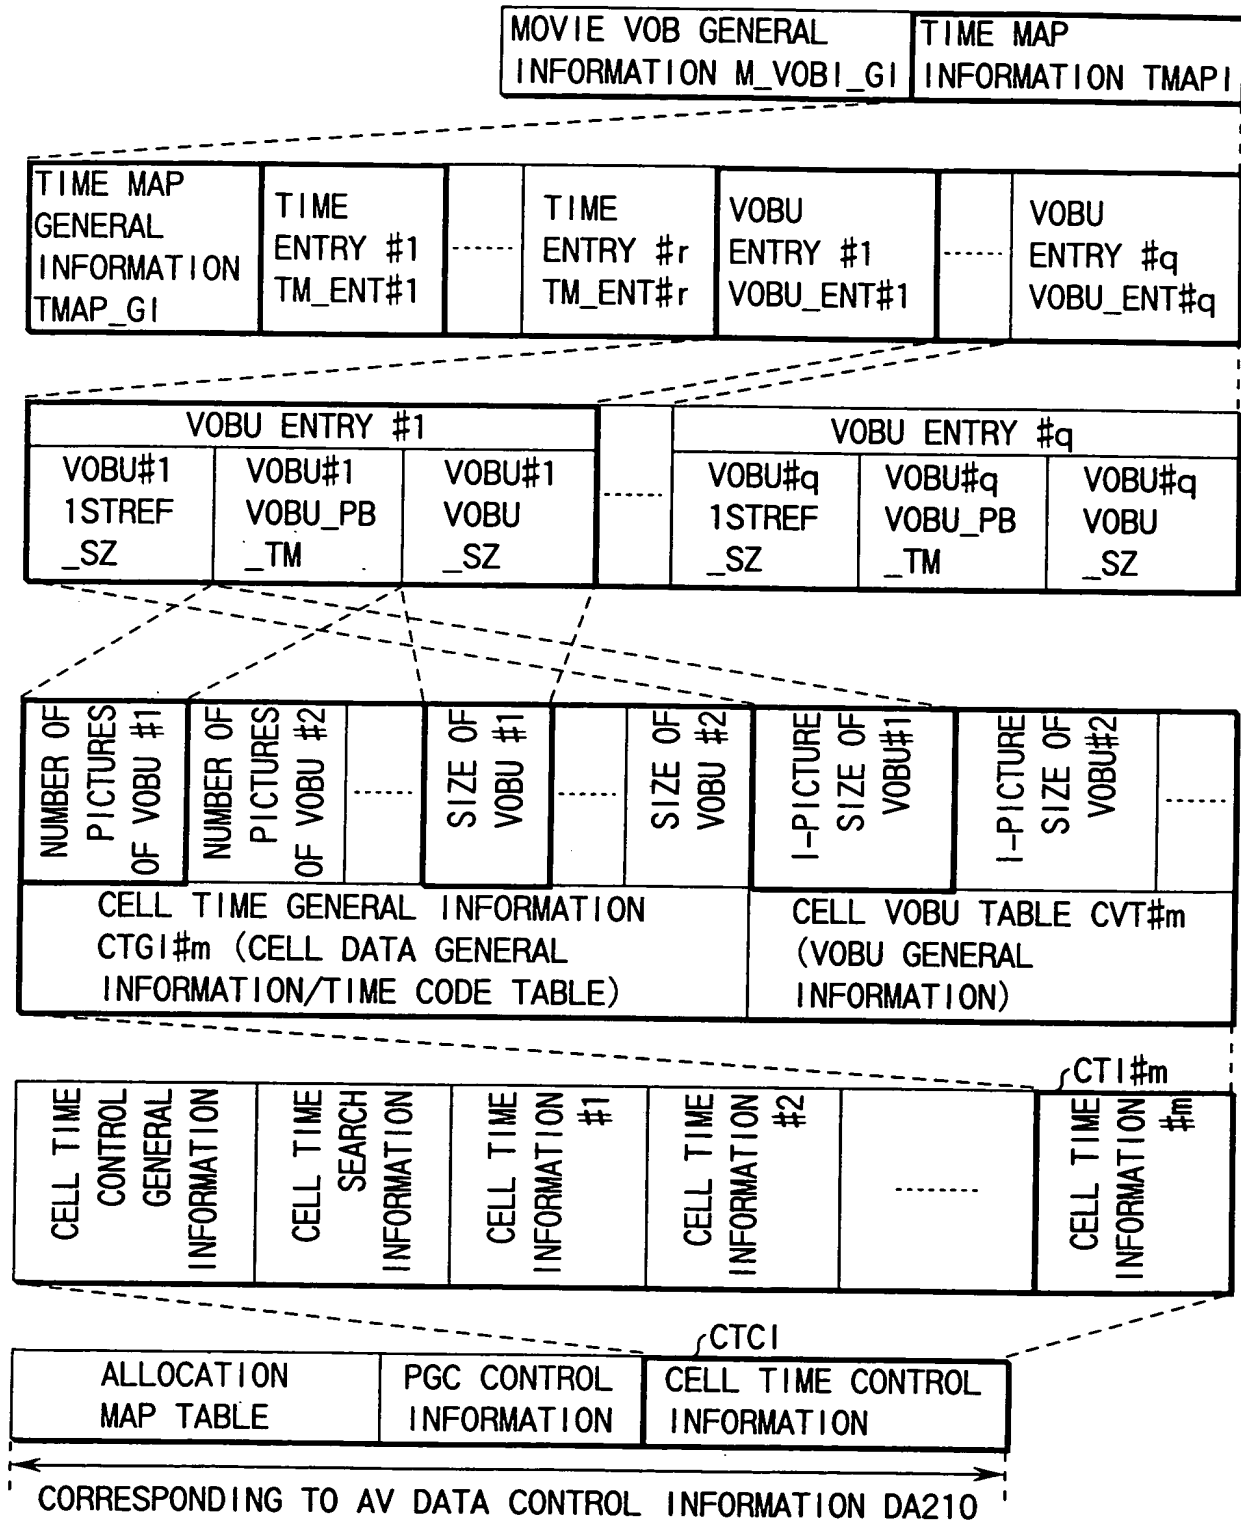 MOVIE VOB GENERAL
INFORMATION M_VOBI_GI
TIME MAP
INFORMATION TMAPI
TIME MAP
GENERAL
INFORMATION
TMAP_GI
TIME
ENTRY #1
TM_ENT#1
........
TIME
ENTRY #r
TM_ENT#r
VOBU
ENTRY #1
VOBU_ENT#1
........
VOBU
ENTRY #q
VOBU_ENT#q
VOBU ENTRY #1
VOBU#1
1STREF
_SZ
VOBU#1
VOBU_PB
_TM
VOBU#1
VOBU
_SZ
........
VOBU ENTRY #q
VOBU#q
1STREF
_SZ
VOBU#q
VOBU_PB
_TM
VOBU#q
VOBU
_SZ
NUMBER OF
PICTURES
OF VOBU #1
NUMBER OF
PICTURES
OF VOBU #2
........
SIZE OF
VOBU #1
........
SIZE OF
VOBU #2
I-PICTURE
SIZE OF
VOBU#1
I-PICTURE
SIZE OF
VOBU#2
........
CELL TIME GENERAL INFORMATION
CTGI#m (CELL DATA GENERAL
INFORMATION/TIME CODE TABLE)
CELL VOBU TABLE CVT#m
(VOBU GENERAL
INFORMATION)
CTI#m
CELL TIME
CONTROL
GENERAL
INFORMATION
CELL TIME
SEARCH
INFORMATION
CELL TIME
INFORMATION
#1
CELL TIME
INFORMATION
#2
..........
CELL TIME
INFORMATION
#m
CTCI
ALLOCATION
MAP TABLE
PGC CONTROL
INFORMATION
CELL TIME CONTROL
INFORMATION
CORRESPONDING TO AV DATA CONTROL INFORMATION DA210